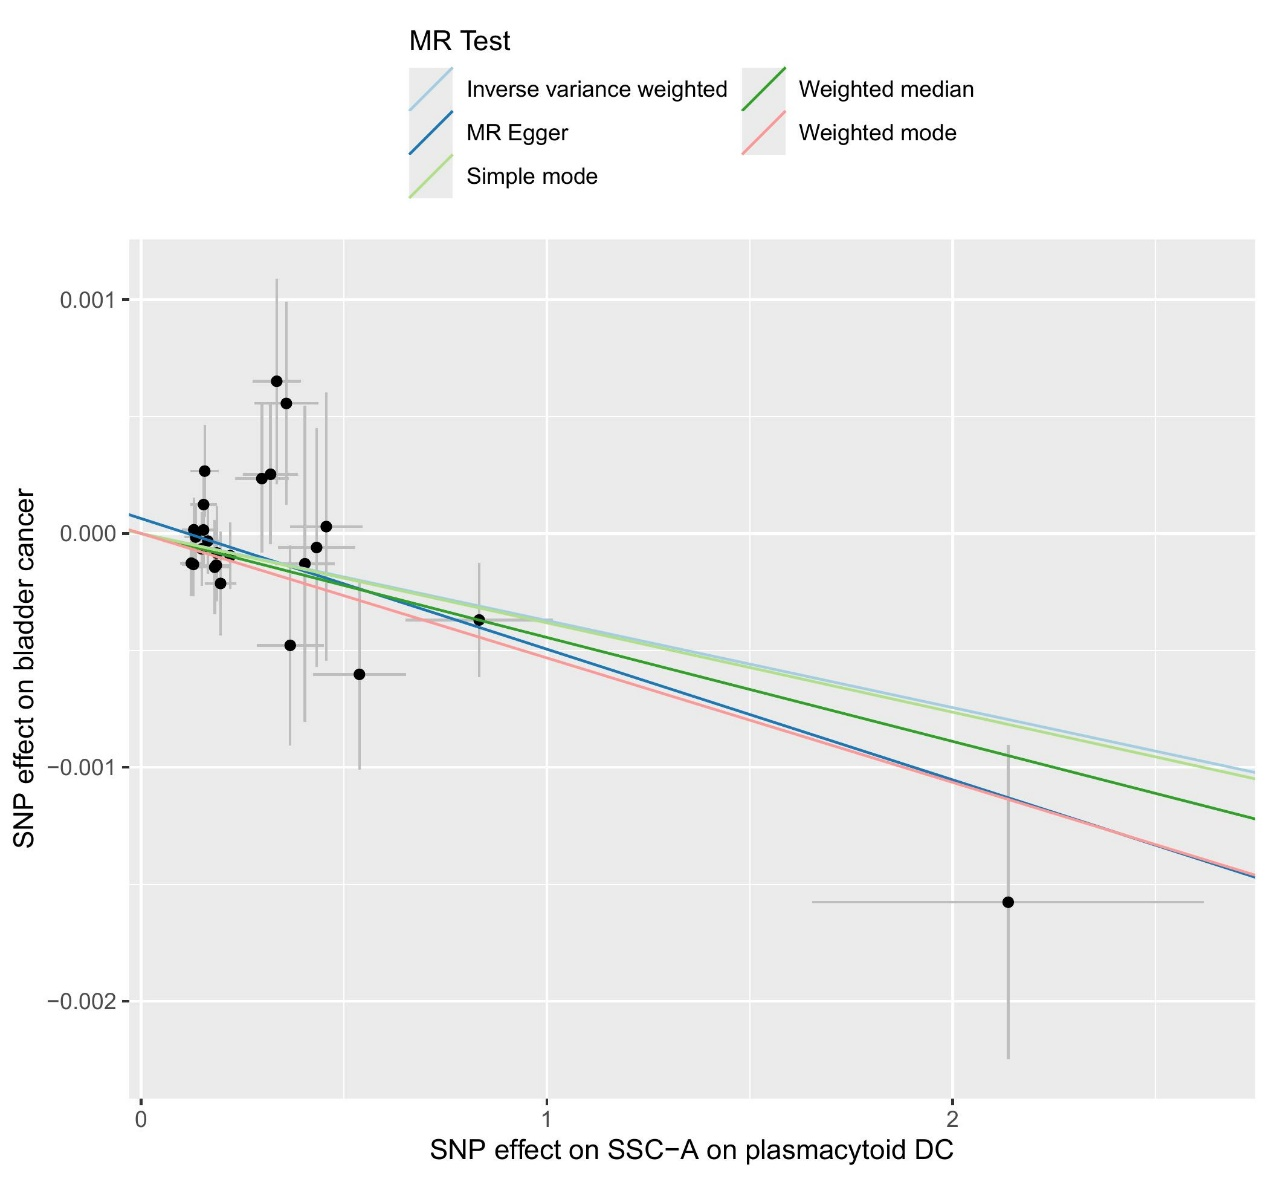 MR Test
Inverse variance weighted
Weighted median
MR Egger
Weighted mode
Simple mode
SNP effect on bladder cancer
0.001
0.000
−0.001
−0.002
0
1
2
SNP effect on SSC−A on plasmacytoid DC